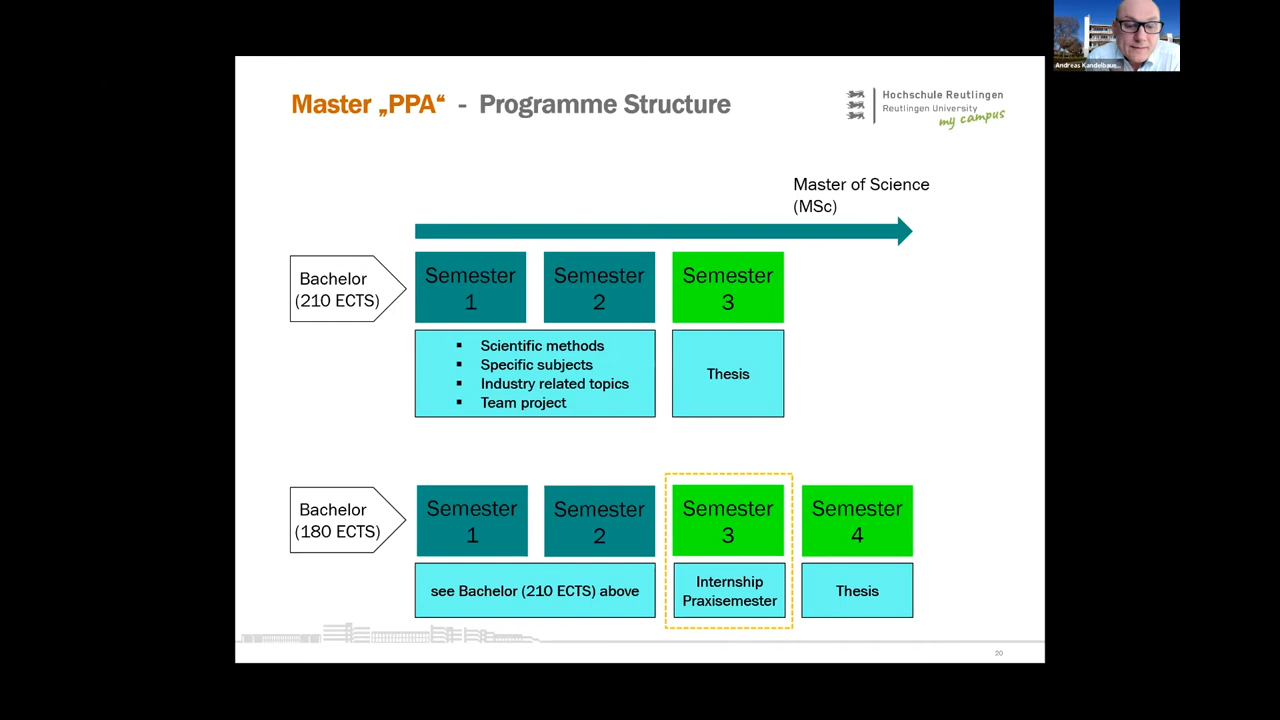 Andreas Kandelbaue...
Master „PPA“ - Programme Structure
Hochschule Reutlingen
Reutlingen University
my campus
Master of Science
(MSc)
Bachelor
(210 ECTS)
Semester
1
Semester
2
Semester
3
▪ Scientific methods
▪ Specific subjects
▪ Industry related topics
▪ Team project
Thesis
Bachelor
(180 ECTS)
Semester
1
Semester
2
Semester
3
Semester
4
see Bachelor (210 ECTS) above
Internship
Praxisemester
Thesis
20